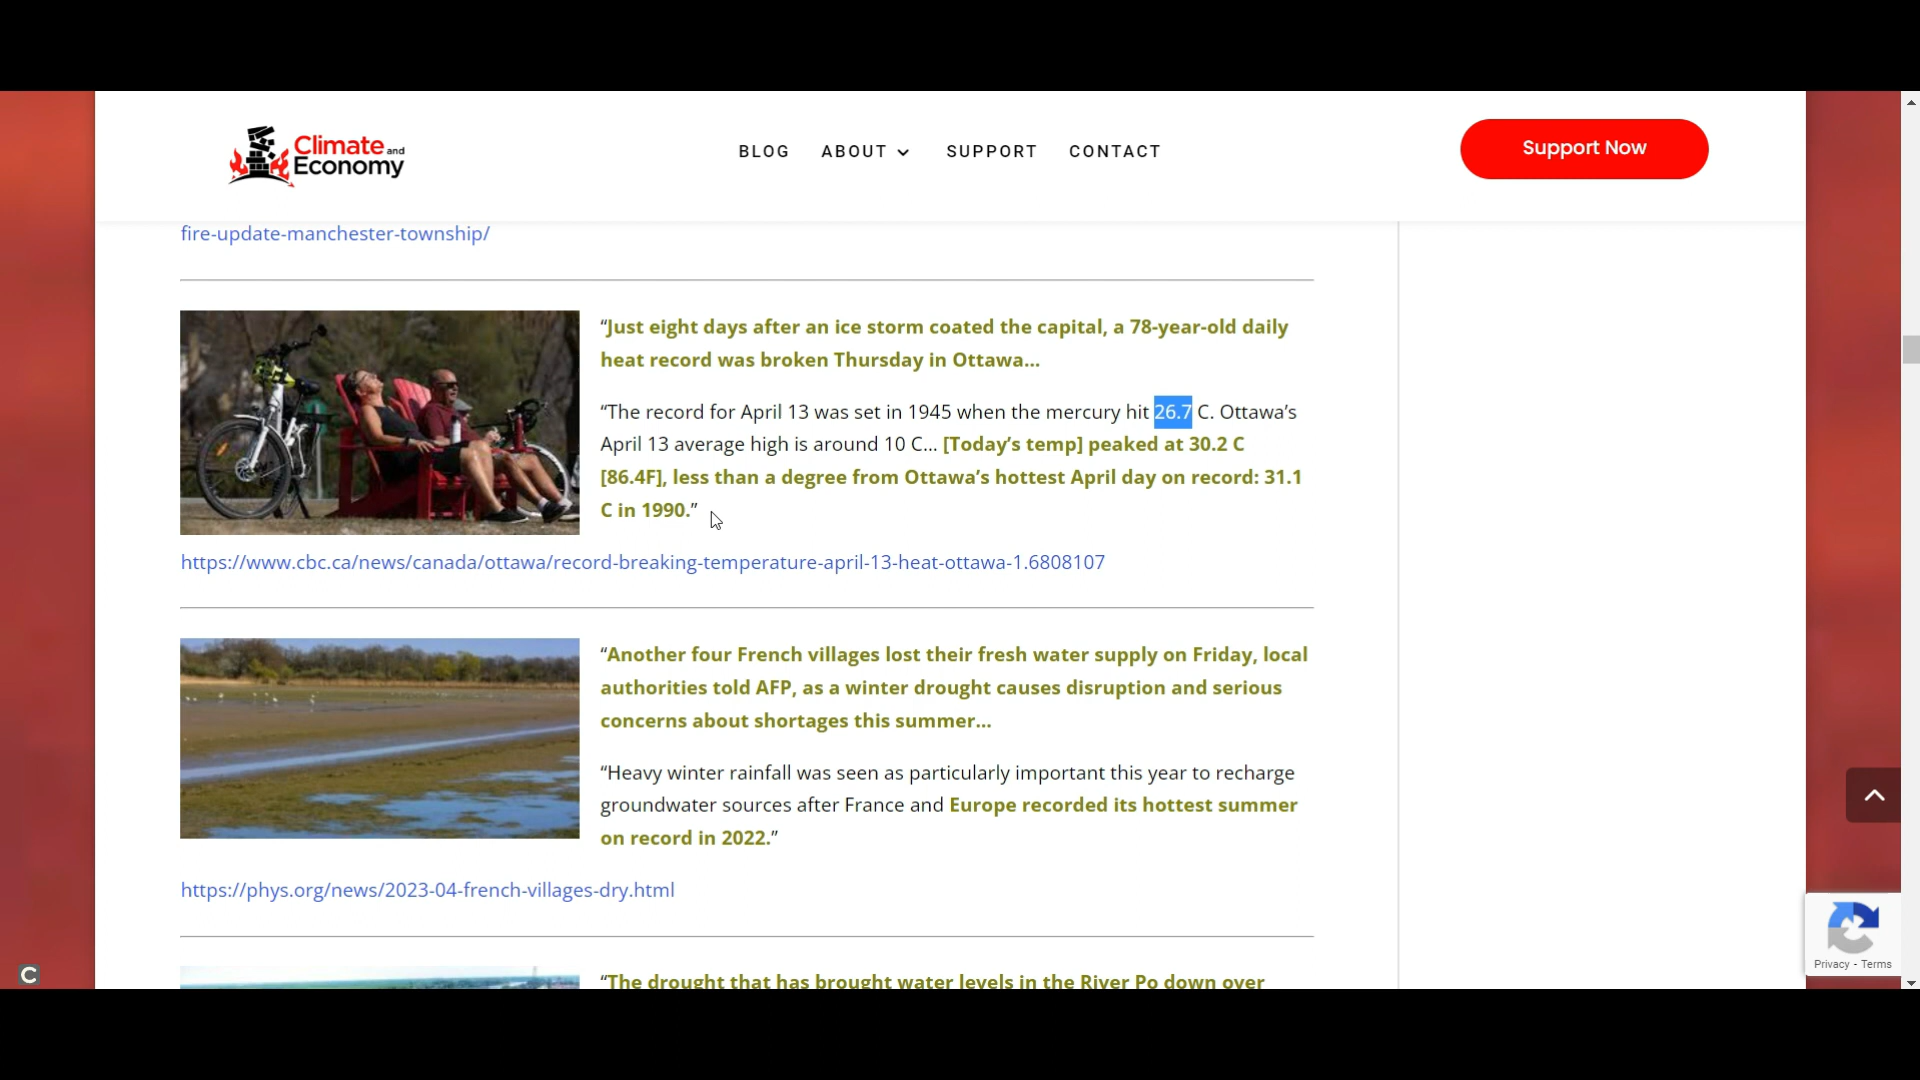 Climate and
Economy
BLOG ABOUT SUPPORT CONTACT
Support Now
fire-update-manchester-township/
“Just eight days after an ice storm coated the capital, a 78-year-old daily
heat record was broken Thursday in Ottawa…
“The record for April 13 was set in 1945 when the mercury hit 26.7 C. Ottawa’s
April 13 average high is around 10 C… [Today’s temp] peaked at 30.2 C
[86.4F], less than a degree from Ottawa’s hottest April day on record: 31.1
C in 1990.”
https://www.cbc.ca/news/canada/ottawa/record-breaking-temperature-april-13-heat-ottawa-1.6808107
“Another four French villages lost their fresh water supply on Friday, local
authorities told AFP, as a winter drought causes disruption and serious
concerns about shortages this summer…
“Heavy winter rainfall was seen as particularly important this year to recharge
groundwater sources after France and Europe recorded its hottest summer
on record in 2022.”
https://phys.org/news/2023-04-french-villages-dry.html
“The drought that has brought water levels in the River Po down over
Privacy - Terms
C